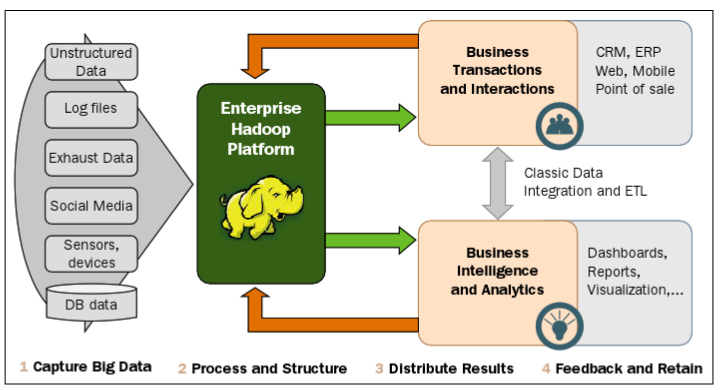 Unstructured
Data
Log files
Exhaust Data
Social Media
Sensors,
devices
DB data
Enterprise
Hadoop
Platform
Business
Transactions
and Interactions
CRM, ERP
Web, Mobile
Point of sale
Classic Data
Integration and ETL
Business
Intelligence
and Analytics
Dashboards,
Reports,
Visualization,...
1 Capture Big Data
2 Process and Structure
3 Distribute Results
4 Feedback and Retain